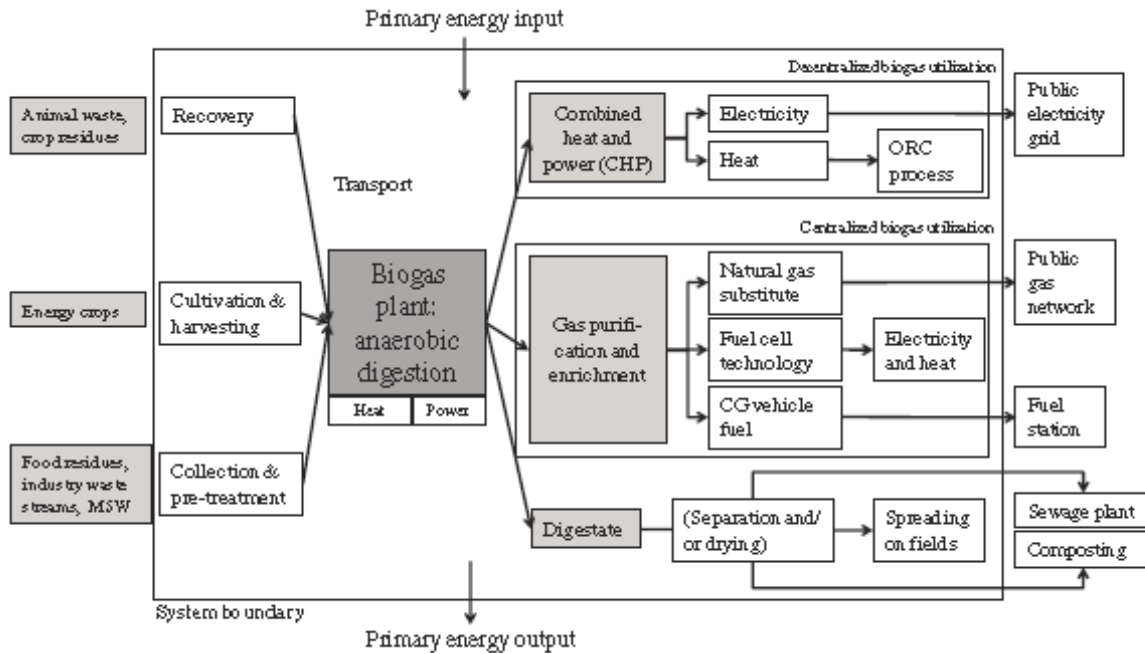 Primary energy input
Decentralized biogas utilization
Animal waste,
crop residues
Recovery
Combined
heat and
power (CHP)
Electricity
Heat
ORC
process
Public
electricity
grid
Transport
Centralized biogas utilization
Energy crops
Cultivation &
harvesting
Biogas
plant:
anaerobic
digestion
Heat
Power
Gas purifi-
cation and
enrichment
Natural gas
substitute
Fuel cell
technology
Electricity
and heat
CG vehicle
fuel
Public
gas
network
Fuel
station
Food residues,
industry waste
streams, MSW
Collection &
pre-treatment
Digestate
(Separation and/
or drying)
Spreading
on fields
Sewage plant
Composting
System boundary
Primary energy output